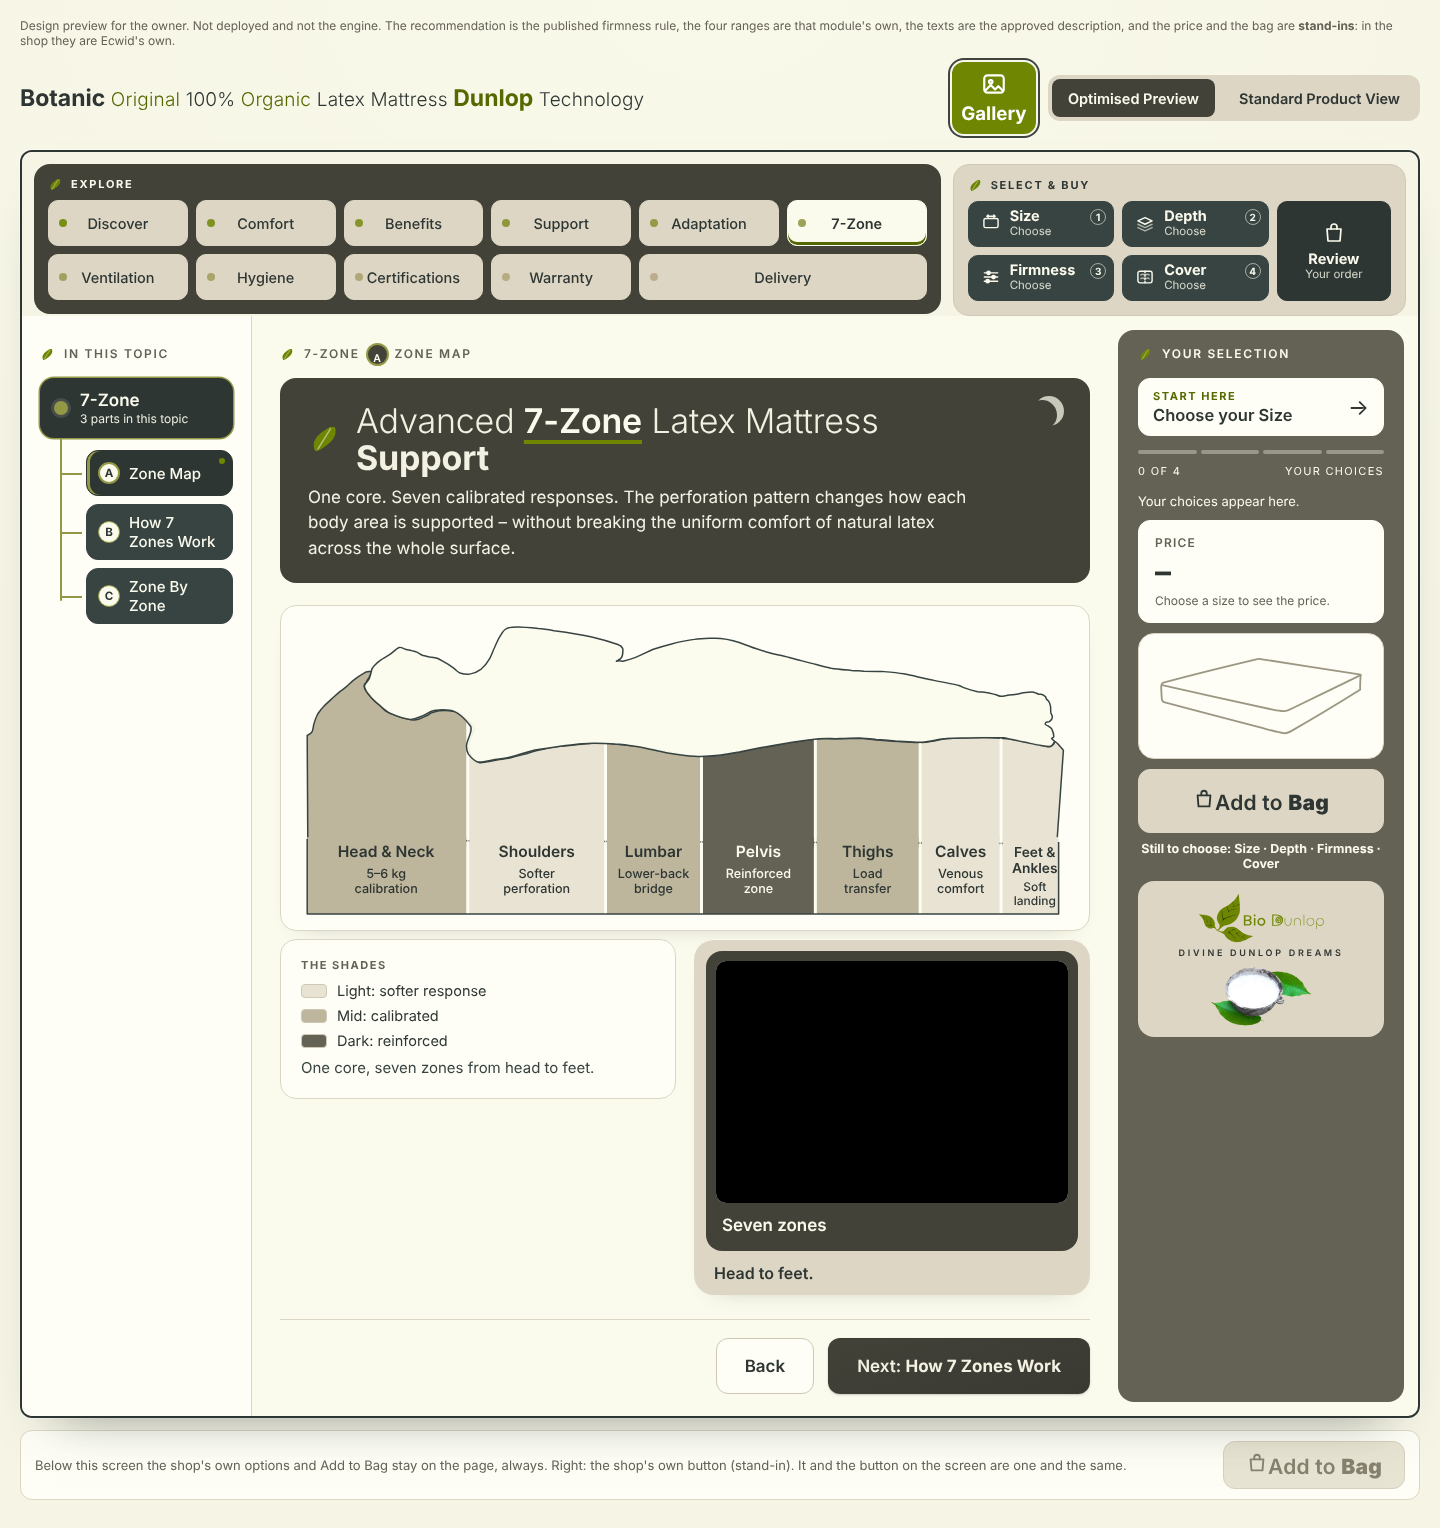 Design preview for the owner. Not deployed and not the engine. The recommendation is the published firmness rule, the four ranges are that module's own, the texts are the approved description, and the price and the bag are stand-ins: in the
shop they are Ecwid's own.
Botanic Original 100% Organic Latex Mattress Dunlop Technology
Gallery
Optimised Preview
Standard Product View
EXPLORE
Discover
Comfort
Benefits
Support
Adaptation
7-Zone
Ventilation
Hygiene
Certifications
Warranty
Delivery
SELECT & BUY
Size
Choose
1
Depth
Choose
2
Firmness
Choose
3
Cover
Choose
4
Review
Your order
IN THIS TOPIC
7-Zone
3 parts in this topic
A
Zone Map
B
How 7
Zones Work
C
Zone By
Zone
7-ZONE A ZONE MAP
Advanced 7-Zone Latex Mattress
Support
One core. Seven calibrated responses. The perforation pattern changes how each
body area is supported – without breaking the uniform comfort of natural latex
across the whole surface.
Head & Neck
5–6 kg
calibration
Shoulders
Softer
perforation
Lumbar
Lower-back
bridge
Pelvis
Reinforced
zone
Thighs
Load
transfer
Calves
Venous
comfort
Feet &
Ankles
Soft
landing
THE SHADES
Light: softer response
Mid: calibrated
Dark: reinforced
One core, seven zones from head to feet.
Seven zones
Head to feet.
Back
Next: How 7 Zones Work
YOUR SELECTION
START HERE
Choose your Size
0 OF 4
YOUR CHOICES
Your choices appear here.
PRICE
–
Choose a size to see the price.
Add to Bag
Still to choose: Size · Depth · Firmness ·
Cover
Bio Dunlop
DIVINE DUNLOP DREAMS
Below this screen the shop's own options and Add to Bag stay on the page, always. Right: the shop's own button (stand-in). It and the button on the screen are one and the same.
Add to Bag